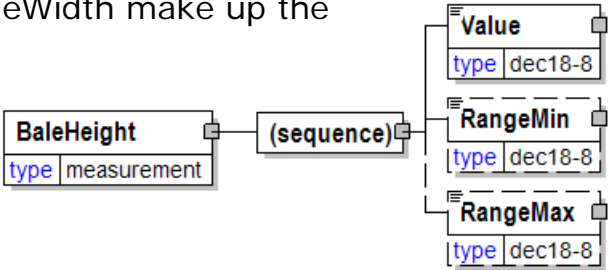 eWidth make up the
Value
type dec18-8
BaleHeight
type measurement
(sequence)
RangeMin
type dec18-8
RangeMax
type dec18-8